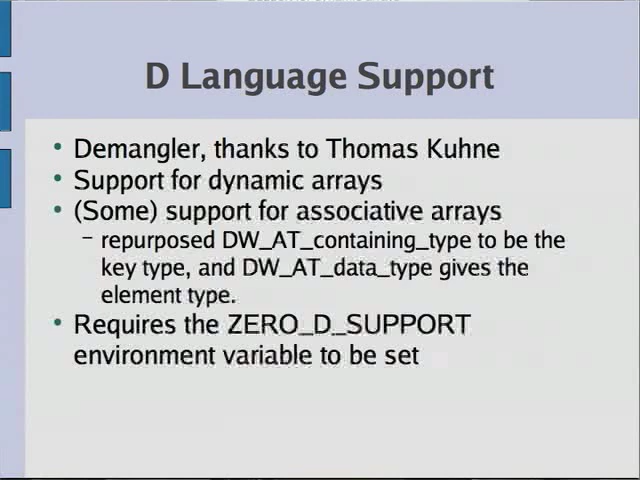 D Language Support
• Demangler, thanks to Thomas Kuhne
• Support for dynamic arrays
• (Some) support for associative arrays
– repurposed DW_AT_containing_type to be the
key type, and DW_AT_data_type gives the
element type.
• Requires the ZERO_D_SUPPORT
environment variable to be set